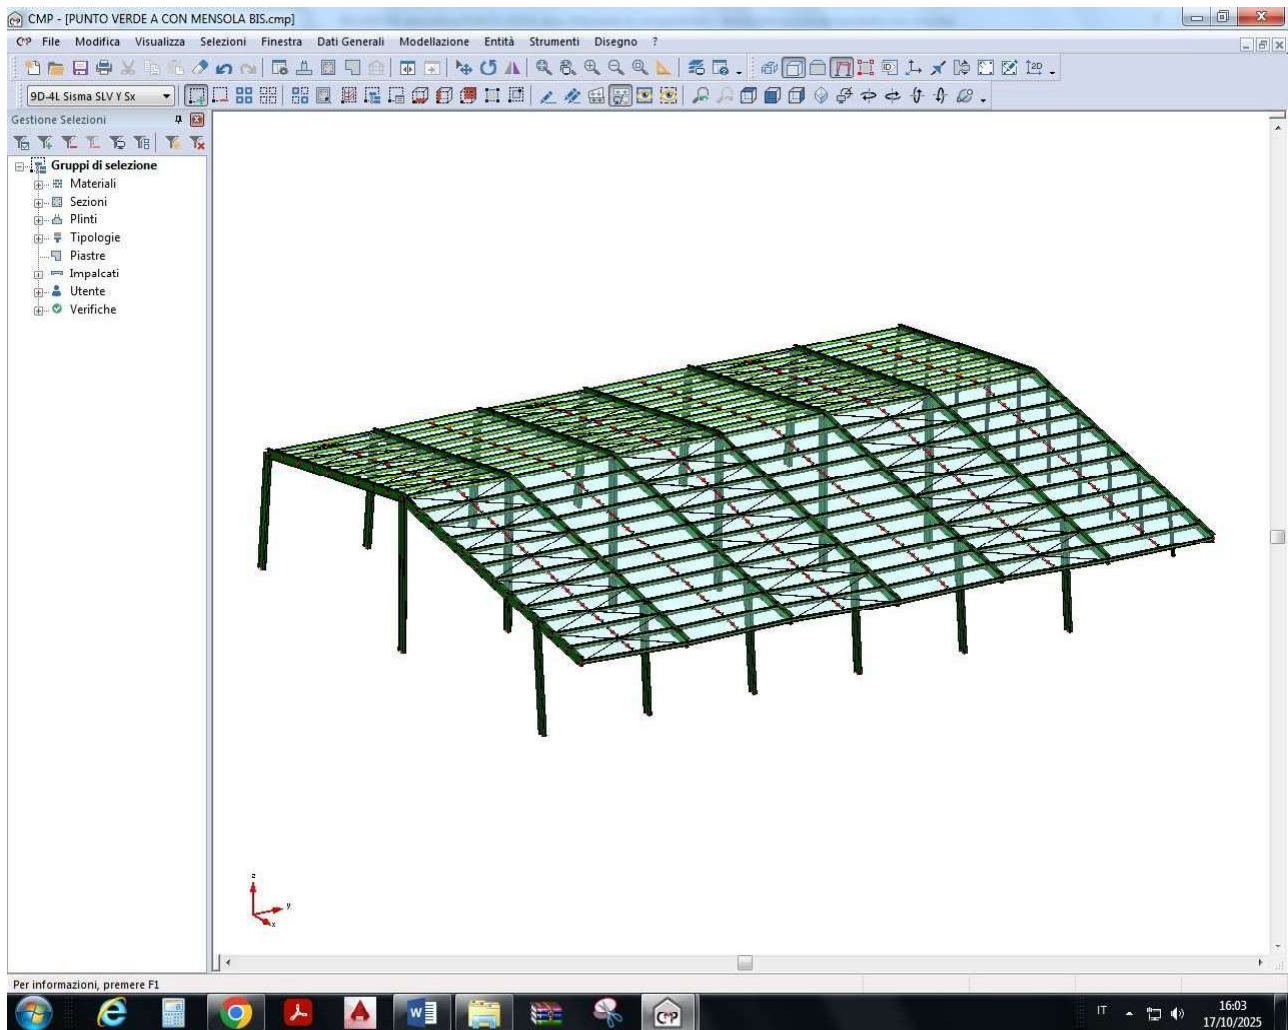 CMP - [PUNTO VERDE A CON MENSOLA BIS.cmp]
File Modifica Visualizza Selezioni Finestra Dati Generali Modellazione Entità Strumenti Disegno ?
2D
9D-4L Sisma SLV Y Sx
Gestione Selezioni
Gruppi di selezione
Materiali
Sezioni
Plinti
Tipologie
Piastre
Impalcati
Utente
Verifiche
z
y
x
Per informazioni, premere F1
IT
16:03
17/10/2025